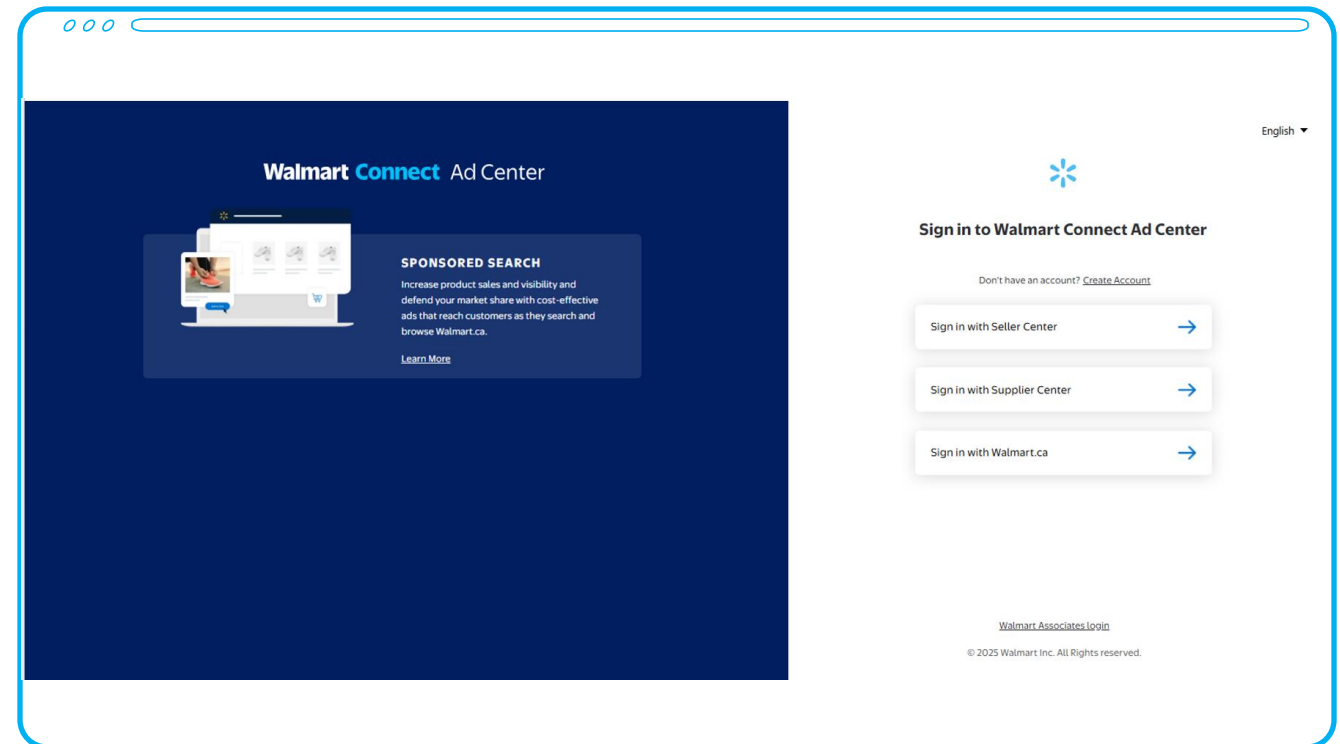 Walmart Connect Ad Center
SPONSORED SEARCH
Increase product sales and visibility and
defend your market share with cost-effective
ads that reach customers as they search and
browse Walmart.ca.
Learn More
English
Sign in to Walmart Connect Ad Center
Don't have an account? Create Account
Sign in with Seller Center
Sign in with Supplier Center
Sign in with Walmart.ca
Walmart Associates login
© 2025 Walmart Inc. All Rights reserved.